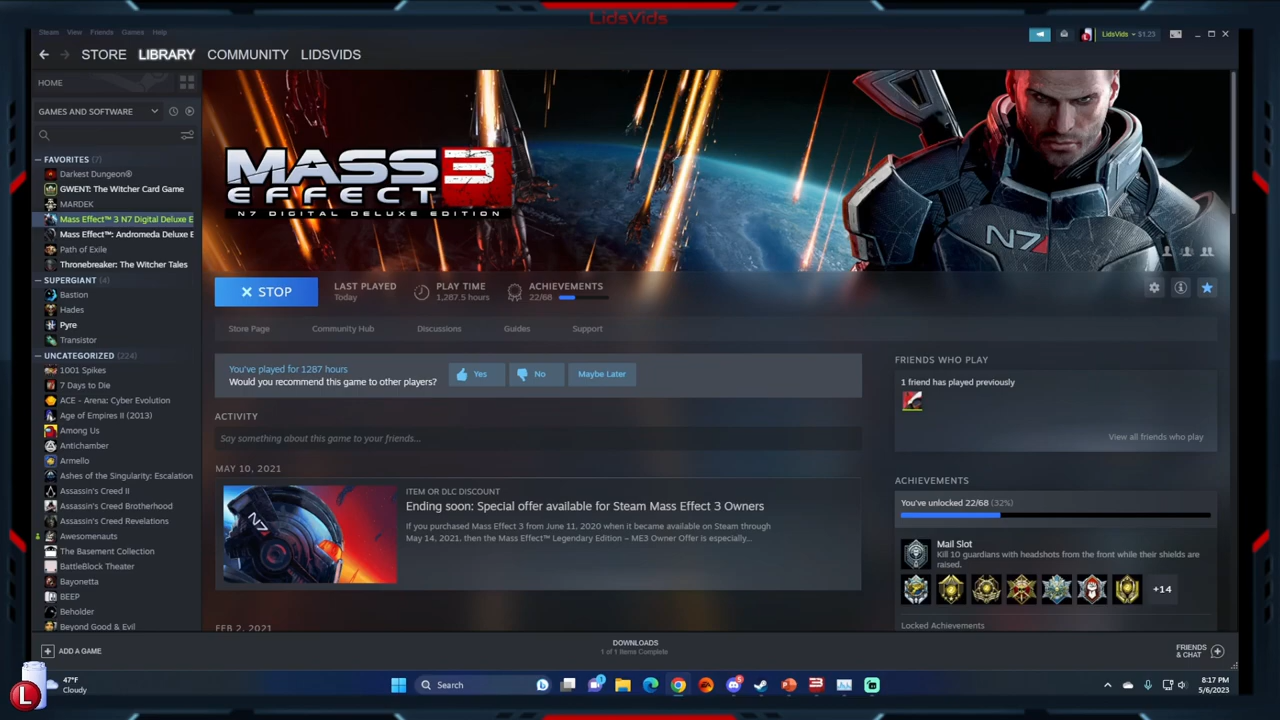 LidsVids
Steam View Friends Games Help
LidsVids $1.23
STORE LIBRARY COMMUNITY LIDSVIDS
HOME
GAMES AND SOFTWARE
FAVORITES (7)
Darkest Dungeon®
GWENT: The Witcher Card Game
MARDEK
Mass Effect™ 3 N7 Digital Deluxe E
Mass Effect™: Andromeda Deluxe E
Path of Exile
Thronebreaker: The Witcher Tales
SUPERGIANT (4)
Bastion
Hades
Pyre
Transistor
UNCATEGORIZED (224)
1001 Spikes
7 Days to Die
ACE - Arena: Cyber Evolution
Age of Empires II (2013)
Among Us
Antichamber
Armello
Ashes of the Singularity: Escalation
Assassin's Creed II
Assassin's Creed Brotherhood
Assassin's Creed Revelations
Awesomenauts
The Basement Collection
BattleBlock Theater
Bayonetta
BEEP
Beholder
Beyond Good & Evil
MASS 3
EFFECT
N7 DIGITAL DELUXE EDITION
N7
STOP
LAST PLAYED
Today
PLAY TIME
1,287.5 hours
ACHIEVEMENTS
22/68
Store Page Community Hub Discussions Guides Support
You've played for 1287 hours
Would you recommend this game to other players?
Yes No Maybe Later
ACTIVITY
Say something about this game to your friends...
MAY 10, 2021
N7
ITEM OR DLC DISCOUNT
Ending soon: Special offer available for Steam Mass Effect 3 Owners
If you purchased Mass Effect 3 from June 11, 2020 when it became available on Steam through
May 14, 2021, then the Mass Effect™ Legendary Edition – ME3 Owner Offer is especially...
FEB 2, 2021
FRIENDS WHO PLAY
1 friend has played previously
View all friends who play
ACHIEVEMENTS
You've unlocked 22/68 (32%)
Mail Slot
Kill 10 guardians with headshots from the front while their shields are
raised.
+14
Locked Achievements
ADD A GAME
DOWNLOADS
1 of 1 Items Complete
FRIENDS
& CHAT
L
47°F
Cloudy
Search
8:17 PM
5/6/2023